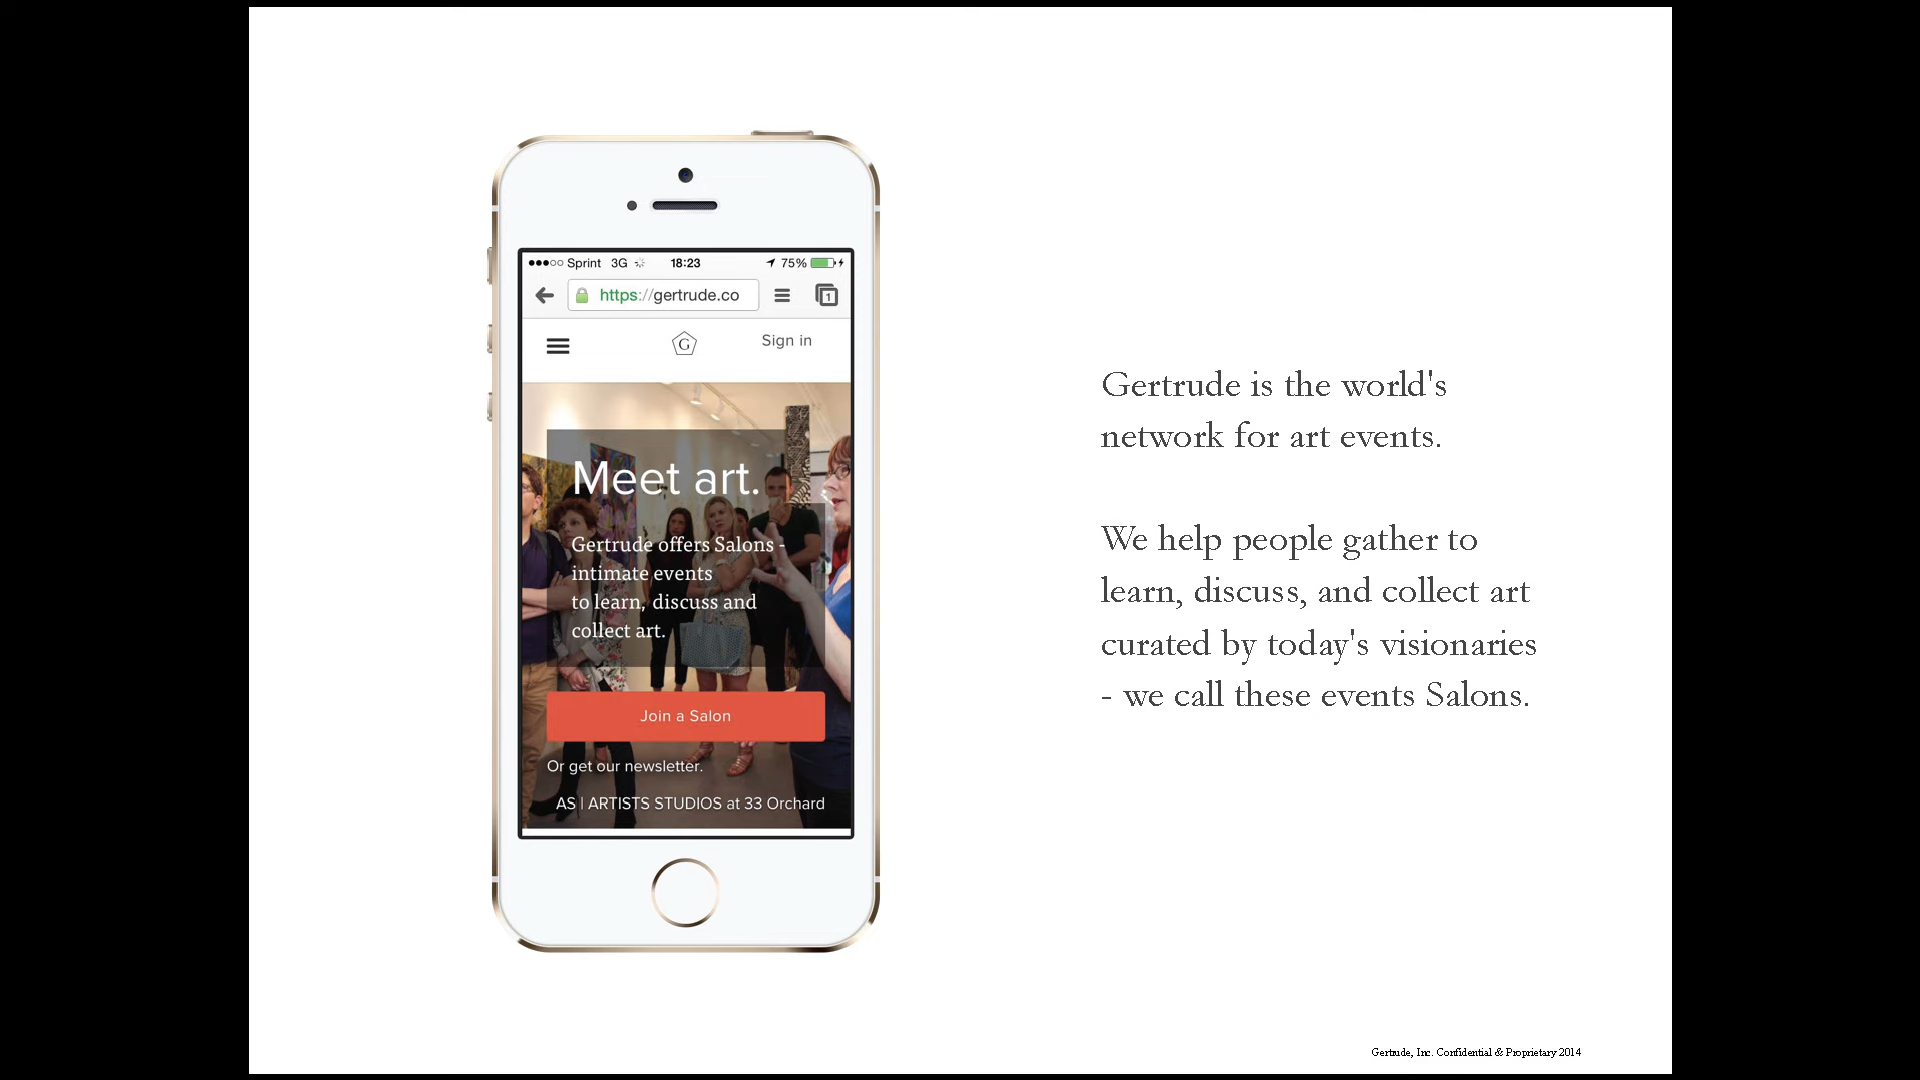 Sprint 3G 18:23 75%
https://gertrude.co
1
G Sign in
Meet art.
Gertrude offers Salons -
intimate events
to learn, discuss and
collect art.
Join a Salon
Or get our newsletter.
AS | ARTISTS STUDIOS at 33 Orchard
Gertrude is the world's
network for art events.
We help people gather to
learn, discuss, and collect art
curated by today's visionaries
- we call these events Salons.
Gertrude, Inc. Confidential & Proprietary 2014